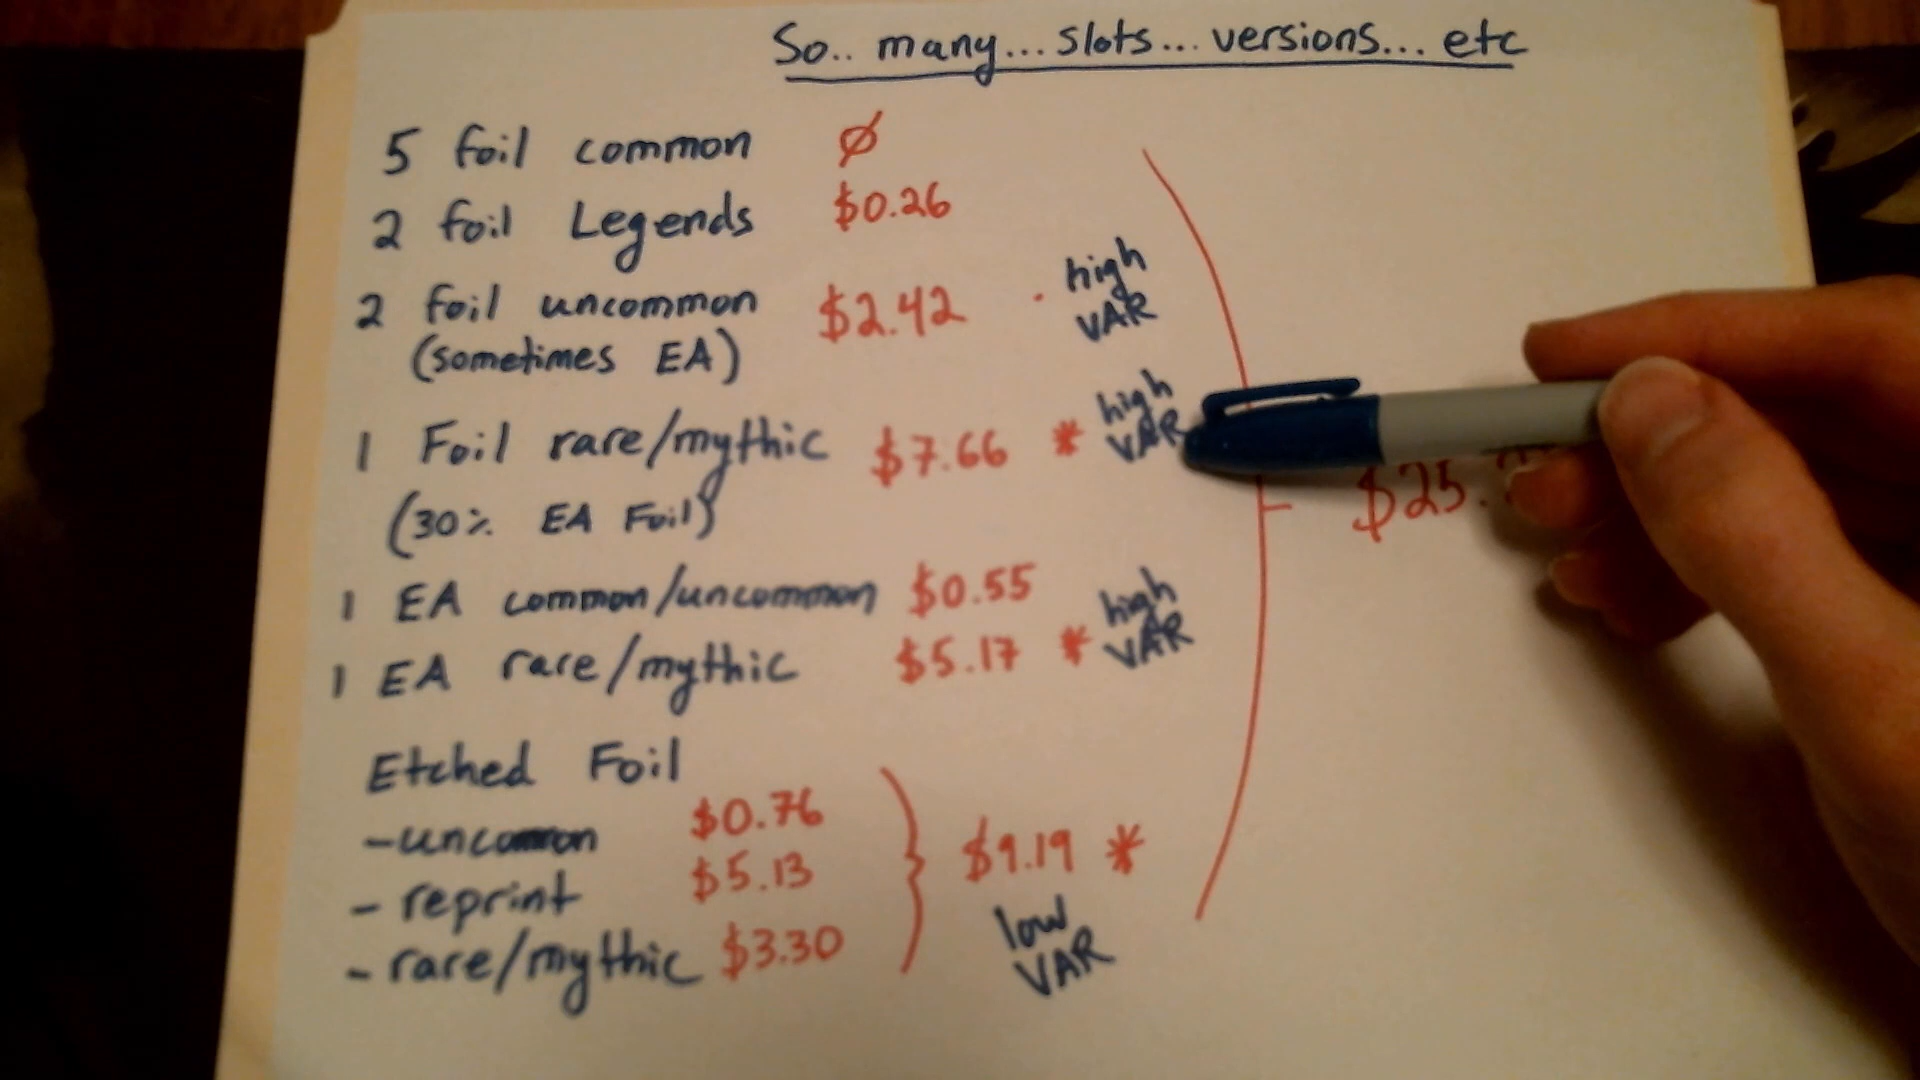 So.. many... slots... versions... etc
5 foil common ø
2 foil Legends $0.26
2 foil uncommon $2.42 high
(sometimes EA) VAR
1 Foil rare/mythic $7.66 * high
(30% EA Foil) VAR
$25.
1 EA common/uncommon $0.55
1 EA rare/mythic $5.17 * high
VAR
Etched Foil
-uncommon $0.76
- reprint $5.13 $9.19 *
- rare/mythic $3.30 low
VAR